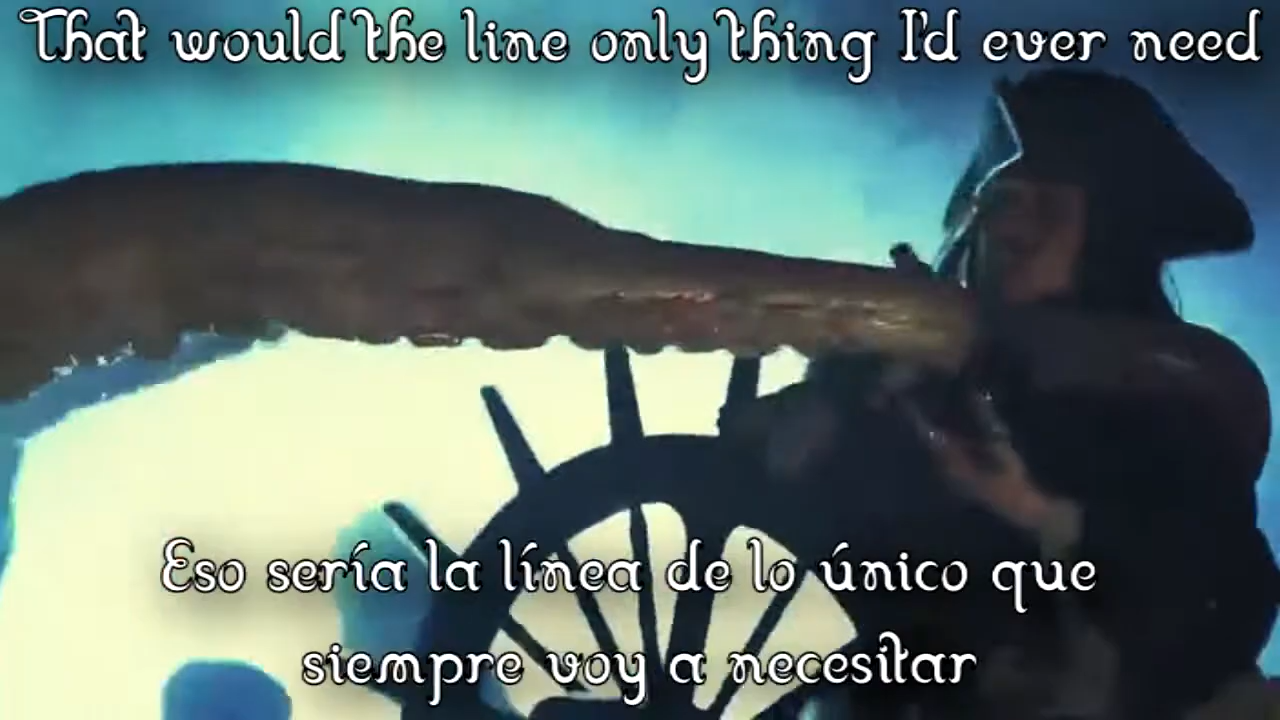 That would the line only thing I'd ever need
Eso sería la línea de lo único que
siempre voy a necesitar